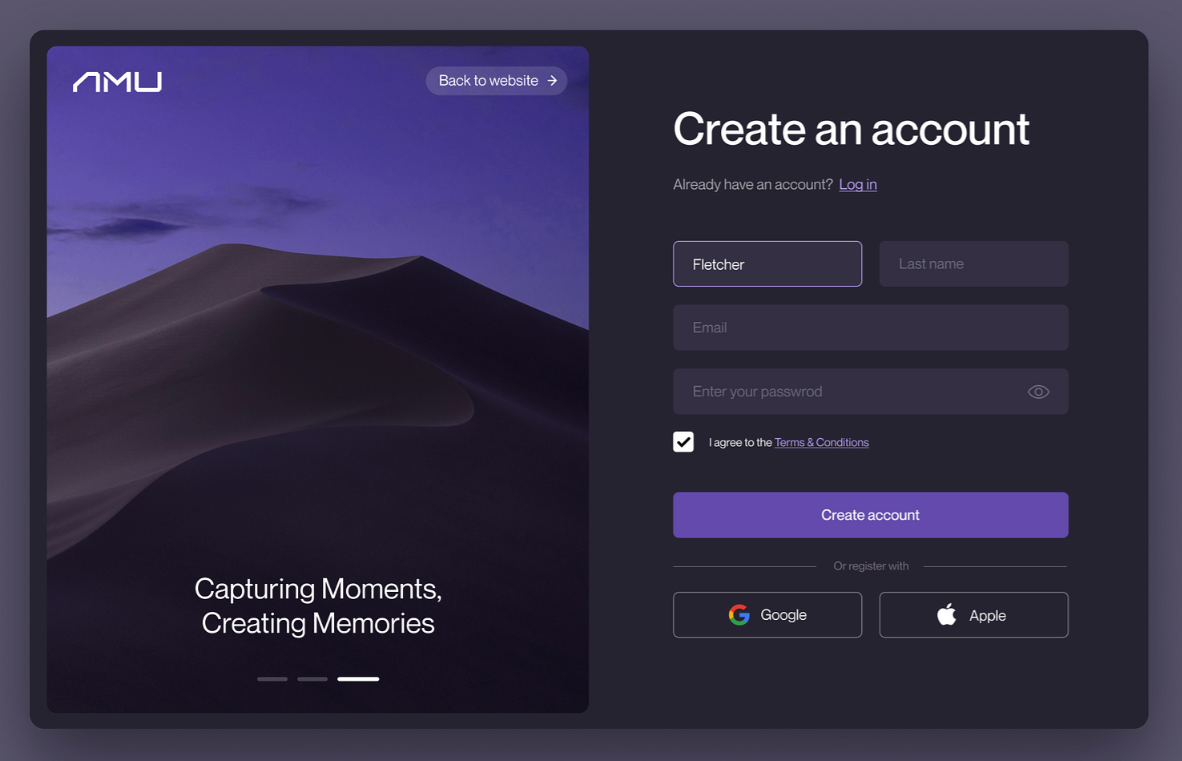 AMU
Back to website →
Capturing Moments,
Creating Memories
Create an account
Already have an account? Log in
Fletcher
Last name
Email
Enter your passwrod
I agree to the Terms & Conditions
Create account
Or register with
Google
Apple